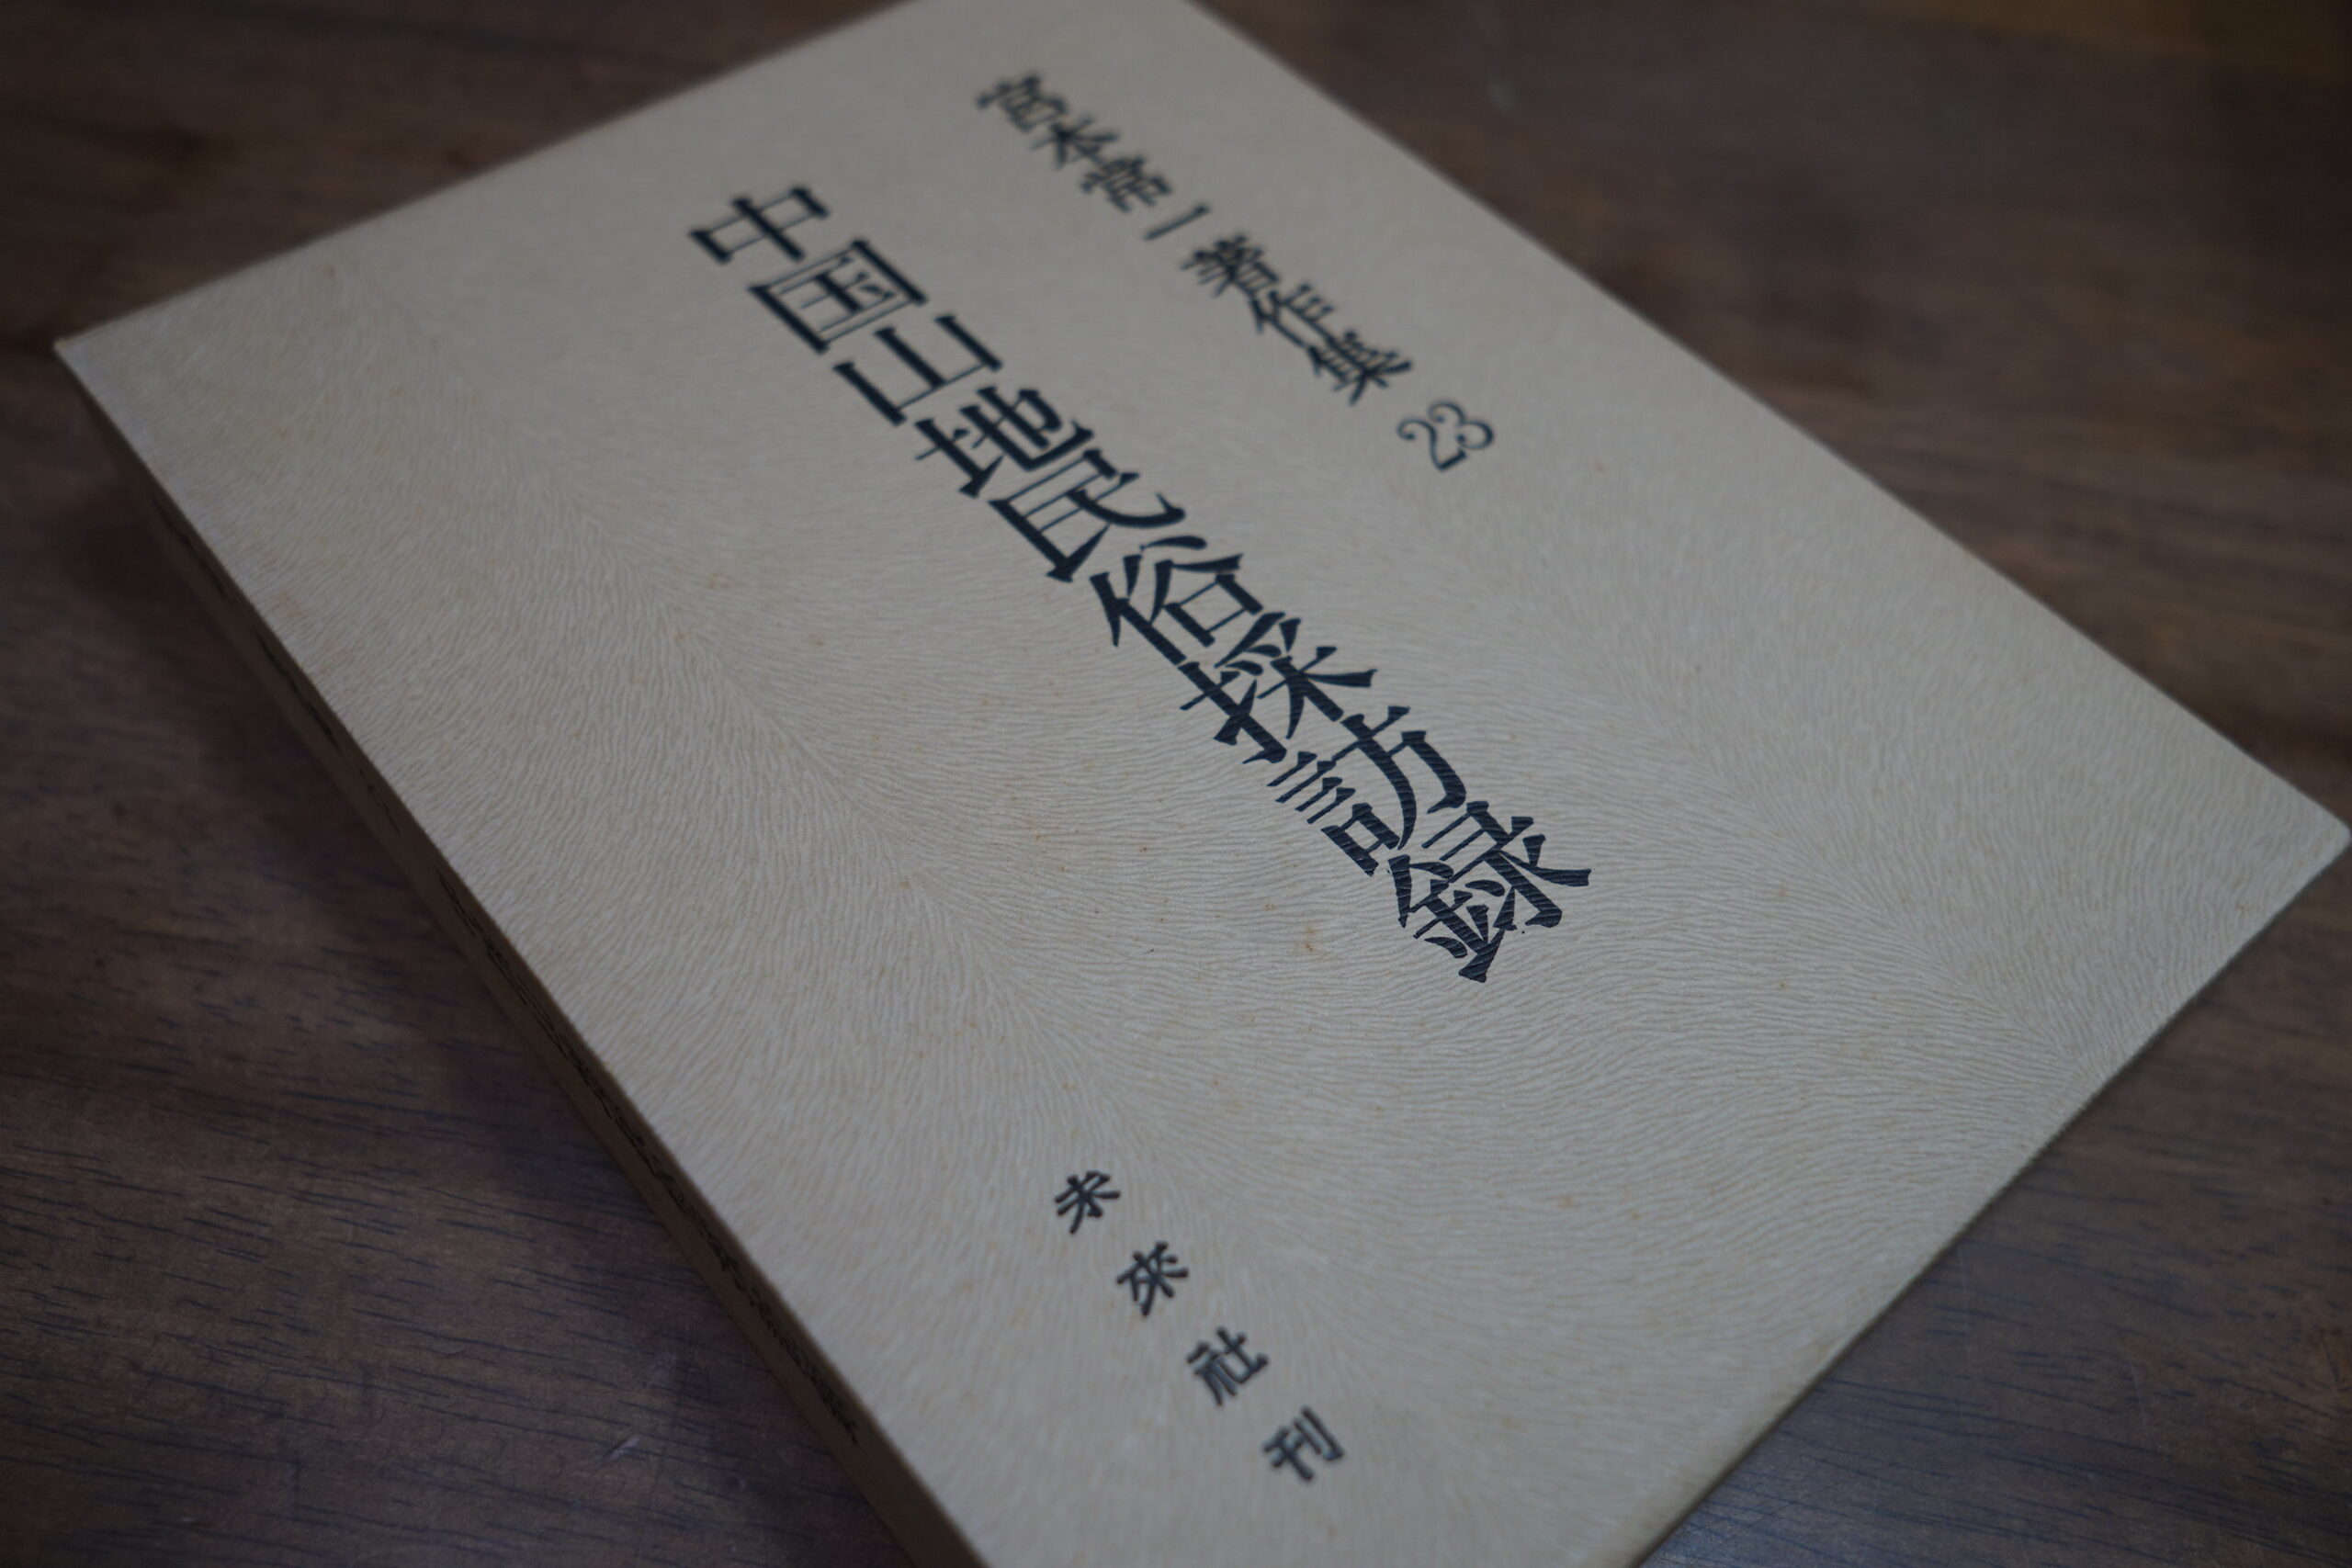 宮本常一著作集 23
中国山地民俗採訪録
未來社刊